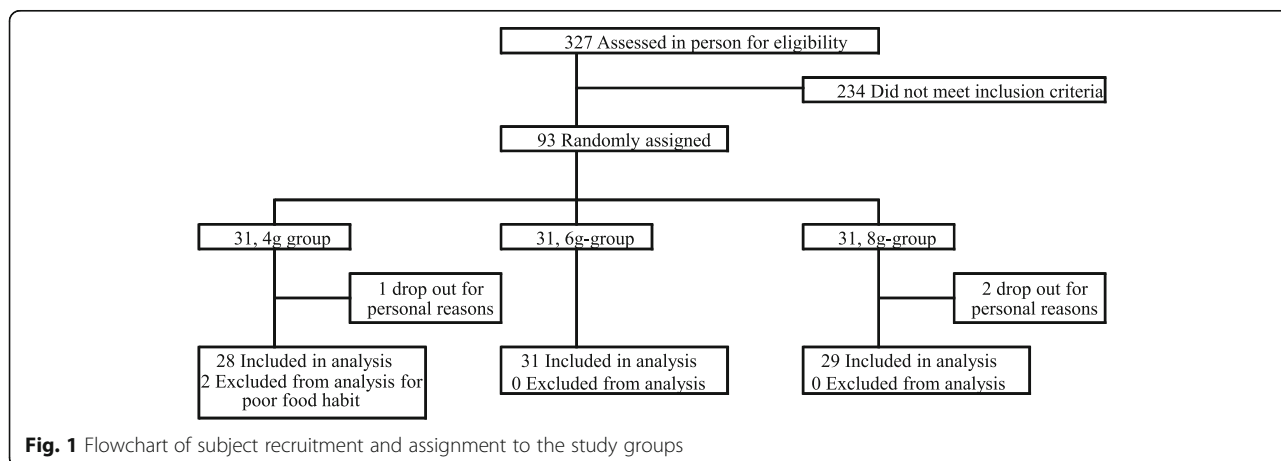 327 Assessed in person for eligibility
234 Did not meet inclusion criteria
93 Randomly assigned
31, 4g group
31, 6g-group
31, 8g-group
1 drop out for
personal reasons
2 drop out for
personal reasons
28 Included in analysis
2 Excluded from analysis for
poor food habit
31 Included in analysis
0 Excluded from analysis
29 Included in analysis
0 Excluded from analysis
Fig. 1 Flowchart of subject recruitment and assignment to the study groups